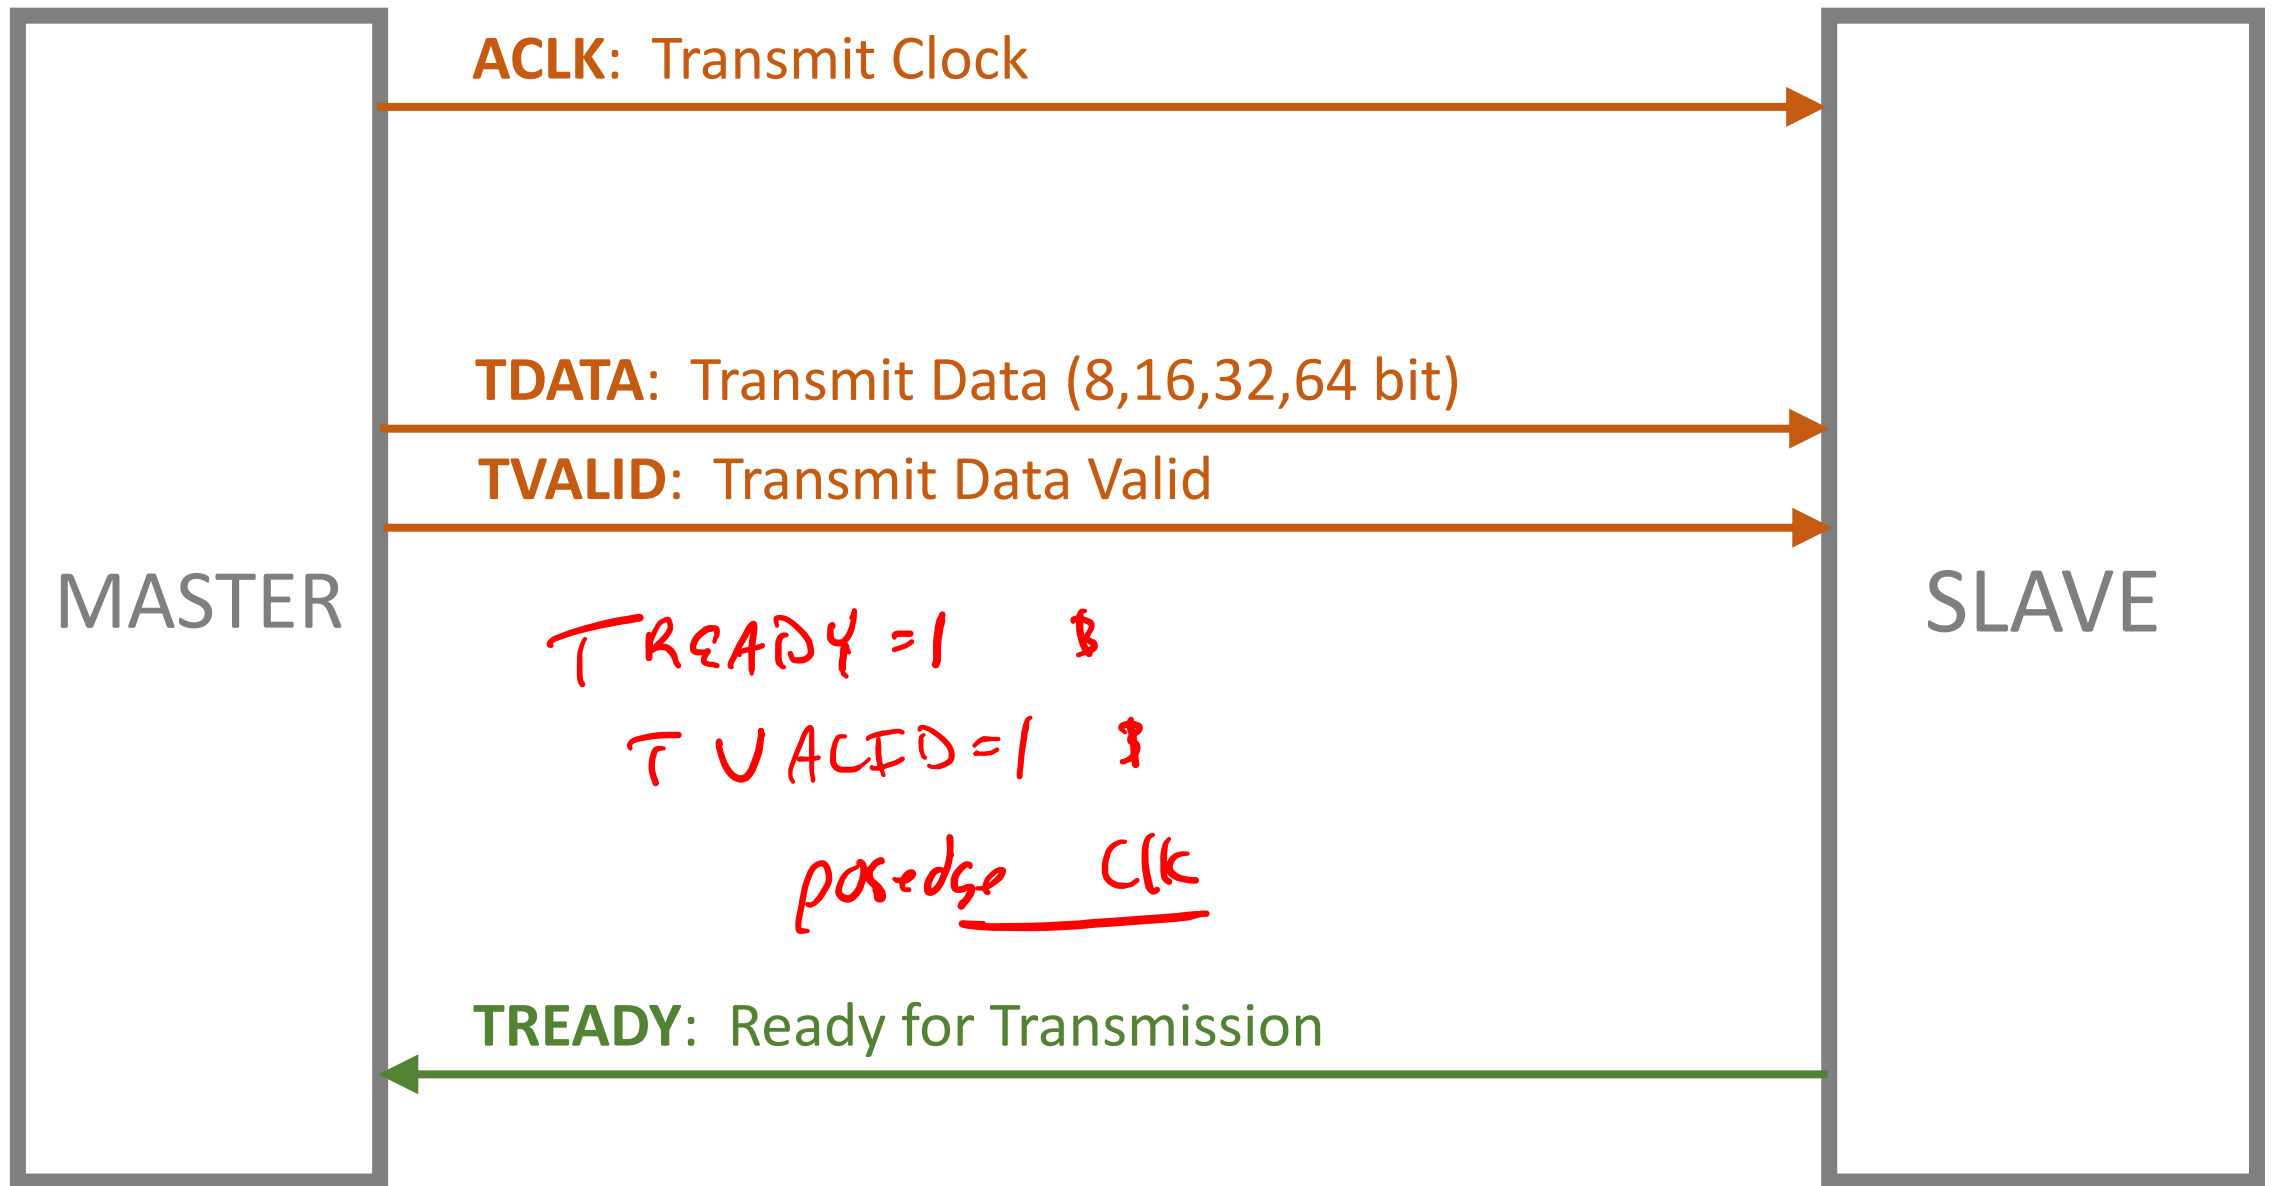 ACLK: Transmit Clock
TDATA: Transmit Data (8,16,32,64 bit)
TVALID: Transmit Data Valid
MASTER
SLAVE
TREADY =1 &
TVALID=1 &
posedge Clk
TREADY: Ready for Transmission